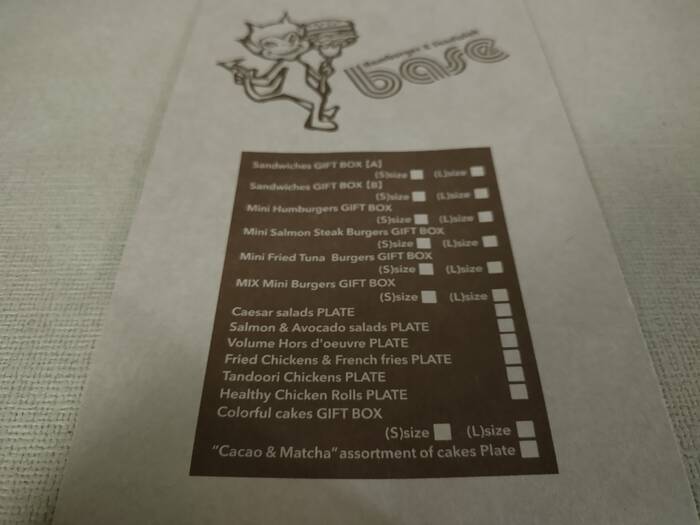 base
Sandwiches GIFT BOX [A]
(S)size (L)size
Sandwiches GIFT BOX [B]
(S)size (L)size
Mini Humburgers GIFT BOX
(S)size (L)size
Mini Salmon Steak Burgers GIFT BOX
(S)size (L)size
Mini Fried Tuna Burgers GIFT BOX
(S)size (L)size
MIX Mini Burgers GIFT BOX
(S)size (L)size
Caesar salads PLATE
Salmon & Avocado salads PLATE
Volume Hors d'oeuvre PLATE
Fried Chickens & French fries PLATE
Tandoori Chickens PLATE
Healthy Chicken Rolls PLATE
Colorful cakes GIFT BOX
(S)size (L)size
"Cacao & Matcha" assortment of cakes Plate